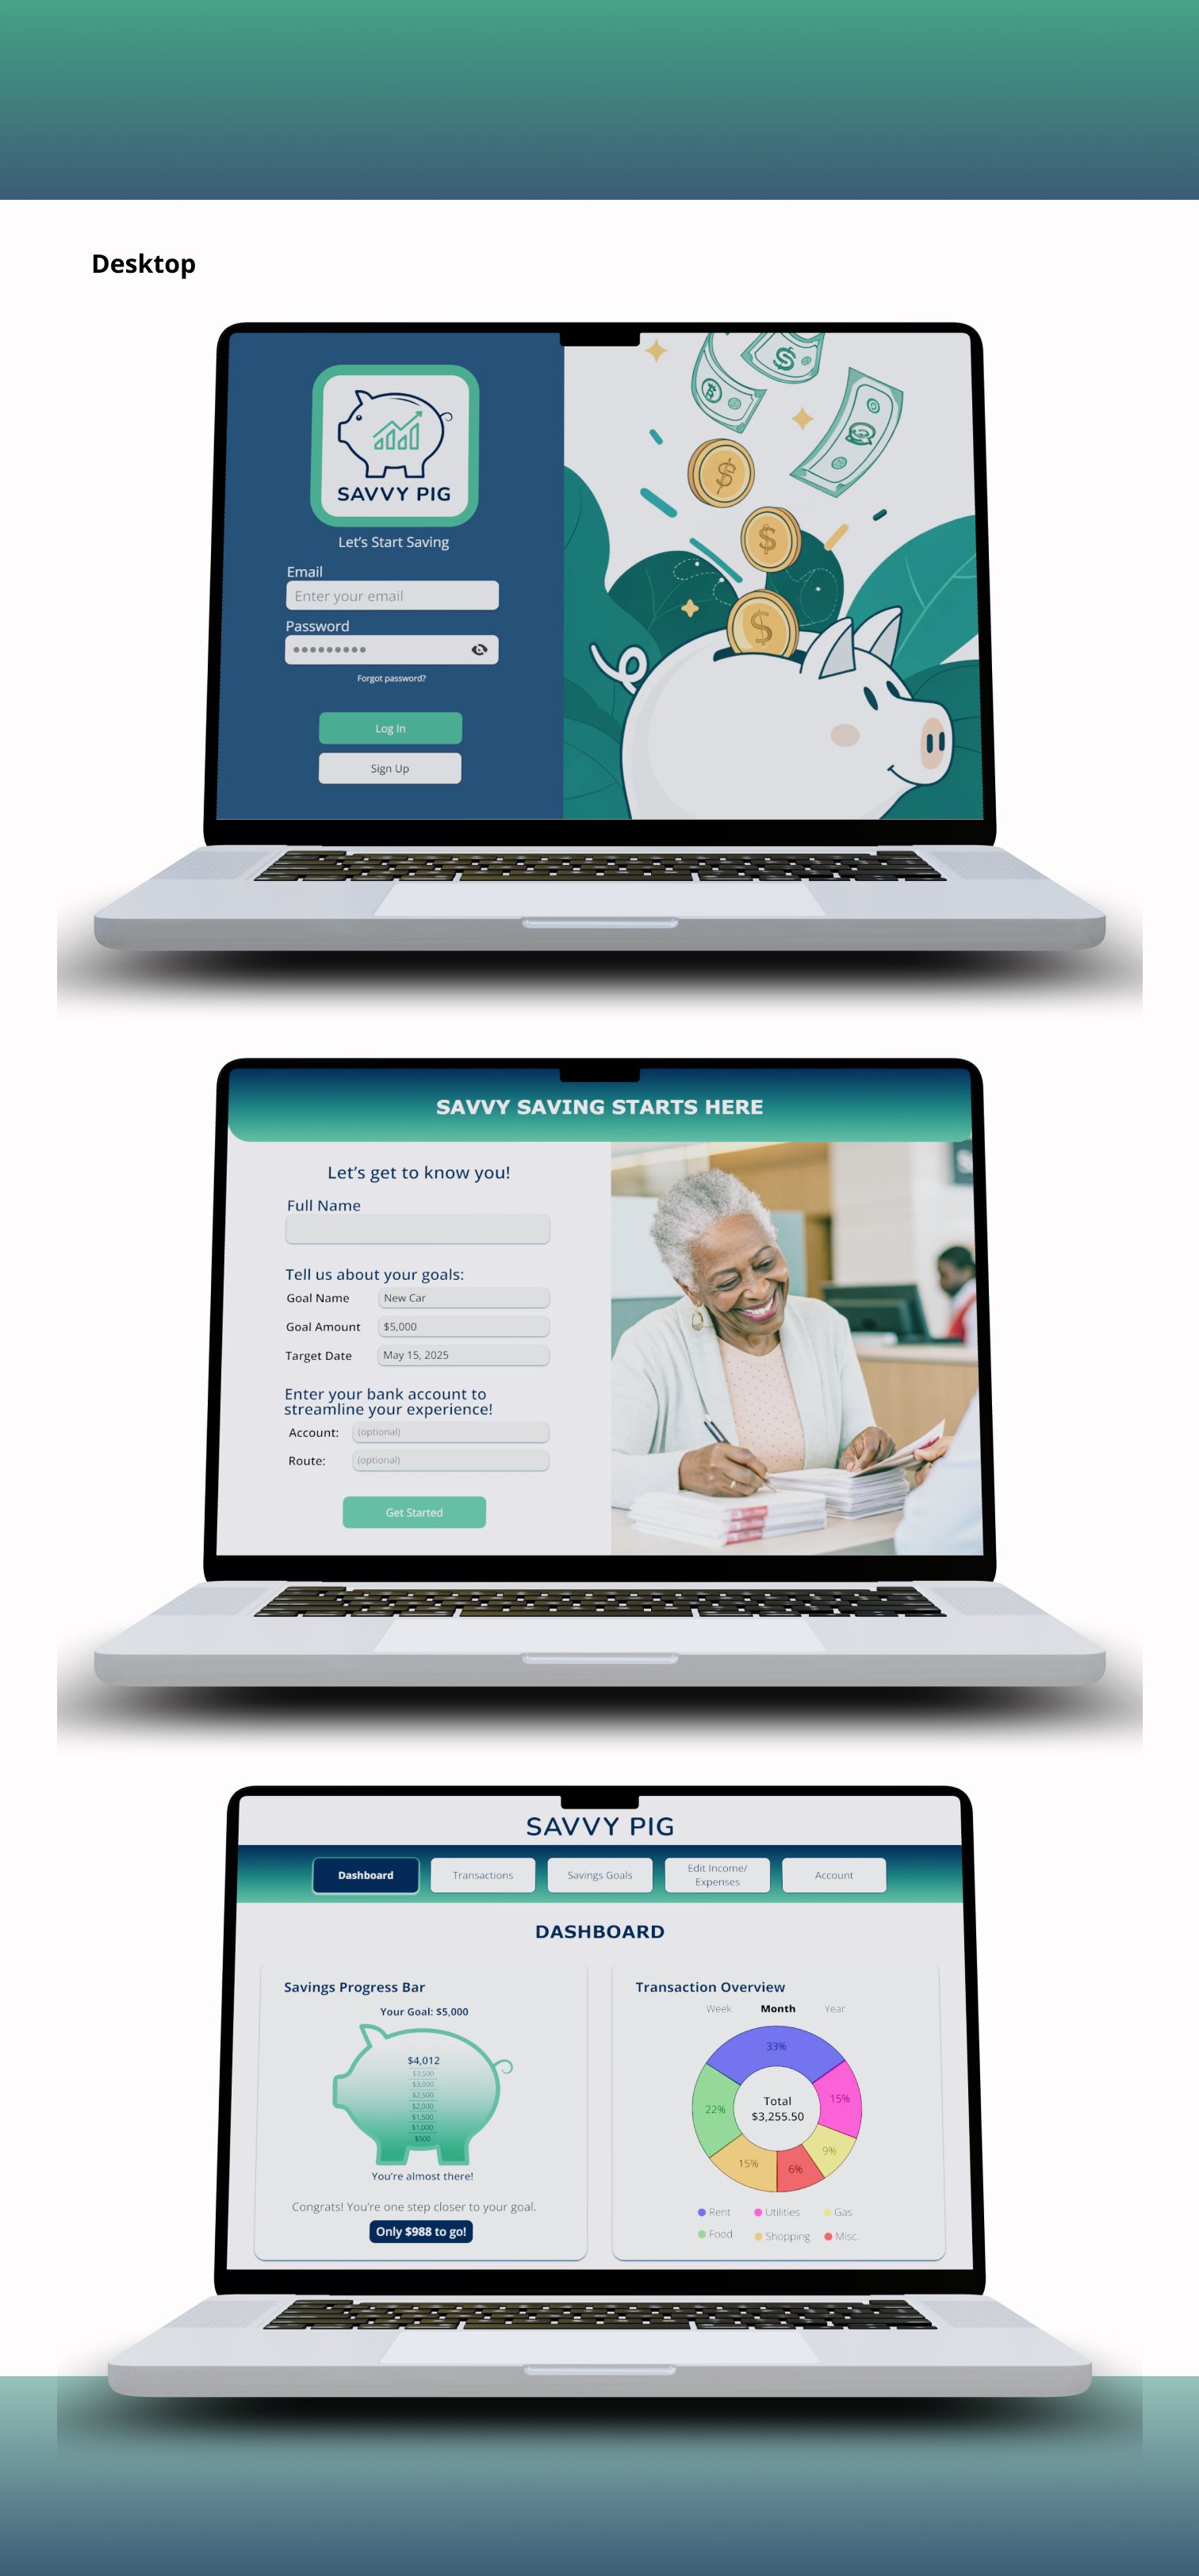 Desktop
SAVVY PIG
Let's Start Saving
Email
Enter your email
Password
Forgot password?
Log In
Sign Up
SAVVY SAVING STARTS HERE
Let's get to know you!
Full Name
Tell us about your goals:
Goal Name New Car
Goal Amount $5,000
Target Date May 15, 2025
Enter your bank account to
streamline your experience!
Account: (optional)
Route: (optional)
Get Started
SAVVY PIG
Dashboard
Transactions
Savings Goals
Edit Income/
Expenses
Account
DASHBOARD
Savings Progress Bar
Your Goal: $5,000
$4,012
$3,500
$3,000
$2,500
$2,000
$1,500
$1,000
$500
You're almost there!
Congrats! You're one step closer to your goal.
Only $988 to go!
Transaction Overview
Week Month Year
33%
15%
9%
6%
15%
22%
Total
$3,255.50
Rent Utilities Gas
Food Shopping Misc.